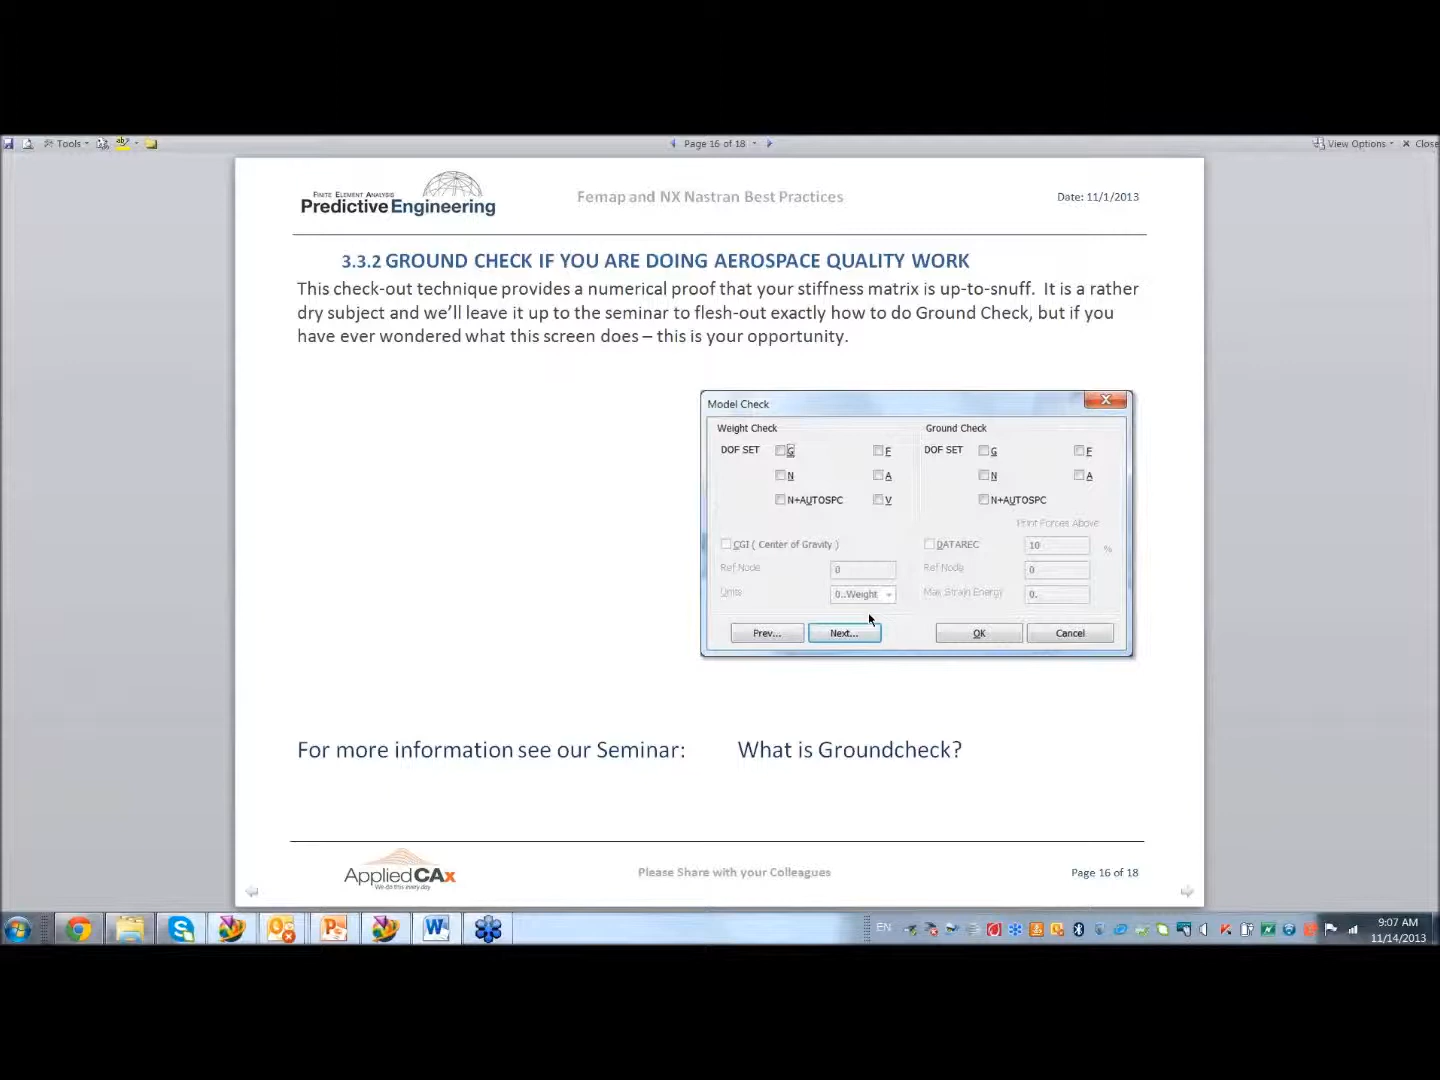 Tools
Page 16 of 18
View Options
Close
FINITE ELEMENT ANALYSIS
Predictive Engineering
Femap and NX Nastran Best Practices
Date: 11/1/2013
3.3.2 GROUND CHECK IF YOU ARE DOING AEROSPACE QUALITY WORK
This check-out technique provides a numerical proof that your stiffness matrix is up-to-snuff. It is a rather
dry subject and we'll leave it up to the seminar to flesh-out exactly how to do Ground Check, but if you
have ever wondered what this screen does – this is your opportunity.
Model Check
X
Weight Check
Ground Check
DOF SET G F
DOF SET G F
N A
N A
N+AUTOSPC V
N+AUTOSPC
Print Forces Above
CGI ( Center of Gravity )
DATAREC 10 %
Ref Node 0
Ref Node 0
Units 0..Weight
Max Strain Energy 0.
Prev... Next... OK Cancel
For more information see our Seminar: What is Groundcheck?
AppliedCAx
We do this every day
Please Share with your Colleagues
Page 16 of 18
EN
9:07 AM
11/14/2013